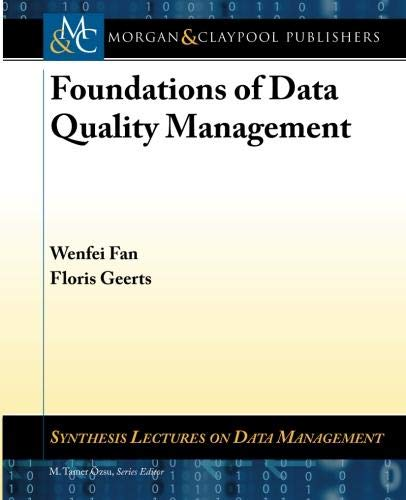 M
&C
MORGAN&CLAYPOOL PUBLISHERS
Foundations of Data
Quality Management
Wenfei Fan
Floris Geerts
SYNTHESIS LECTURES ON DATA MANAGEMENT
M. Tamer Özsu, Series Editor